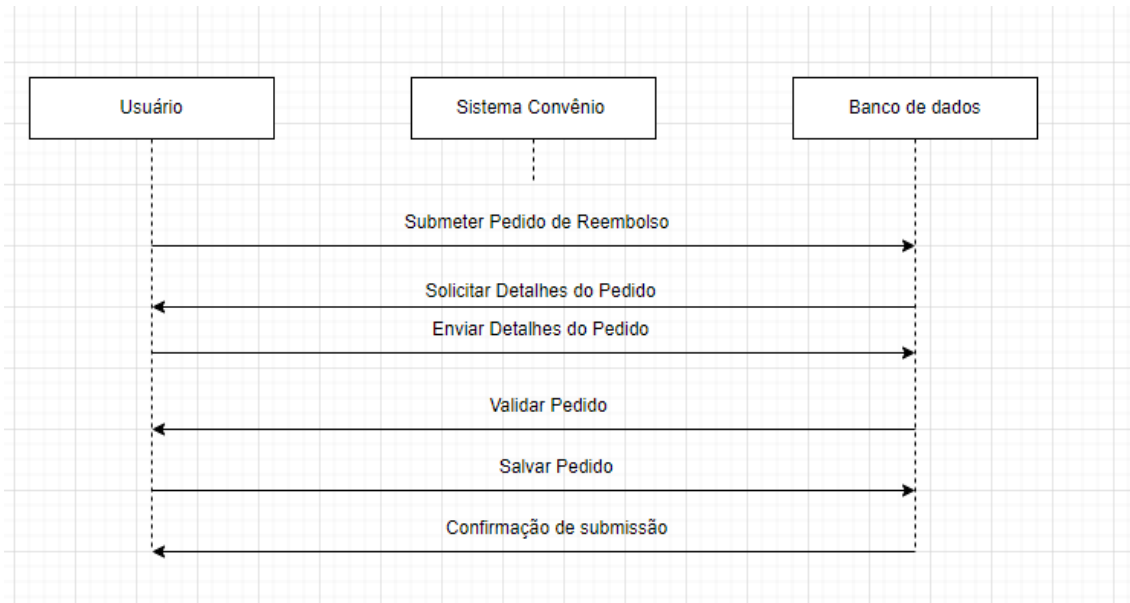 Usuário
Sistema Convênio
Banco de dados
Submeter Pedido de Reembolso
Solicitar Detalhes do Pedido
Enviar Detalhes do Pedido
Validar Pedido
Salvar Pedido
Confirmação de submissão